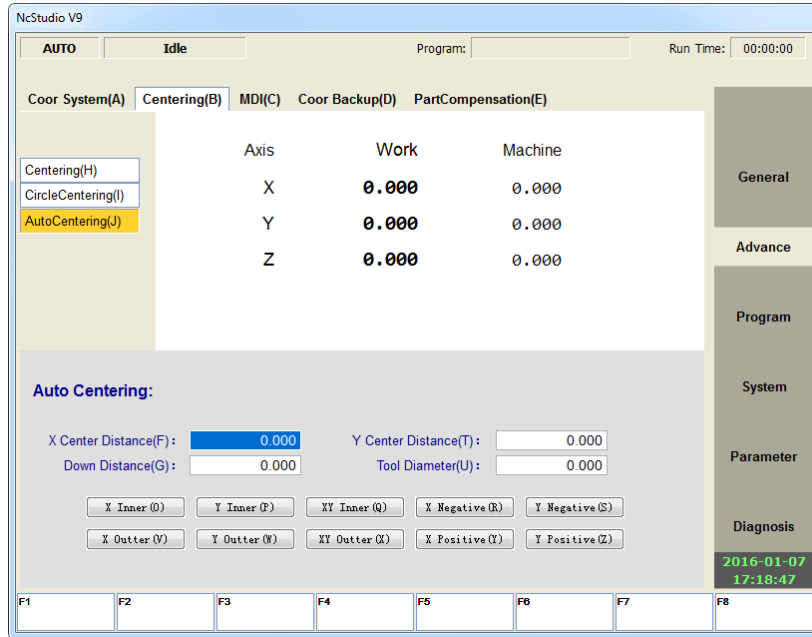 NcStudio V9
AUTO Idle Program: Run Time: 00:00:00
Coor System(A) Centering(B) MDI(C) Coor Backup(D) PartCompensation(E)
Centering(H)
CircleCentering(I)
AutoCentering(J)
Axis Work Machine
X 0.000 0.000
Y 0.000 0.000
Z 0.000 0.000
General
Advance
Program
System
Parameter
Diagnosis
Auto Centering:
X Center Distance(F): 0.000 Y Center Distance(T): 0.000
Down Distance(G): 0.000 Tool Diameter(U): 0.000
X Inner(O) Y Inner(P) XY Inner(Q) X Negative(R) Y Negative(S)
X Outter(V) Y Outter(W) XY Outter(X) X Positive(Y) Y Positive(Z)
2016-01-07
17:18:47
F1 F2 F3 F4 F5 F6 F7 F8